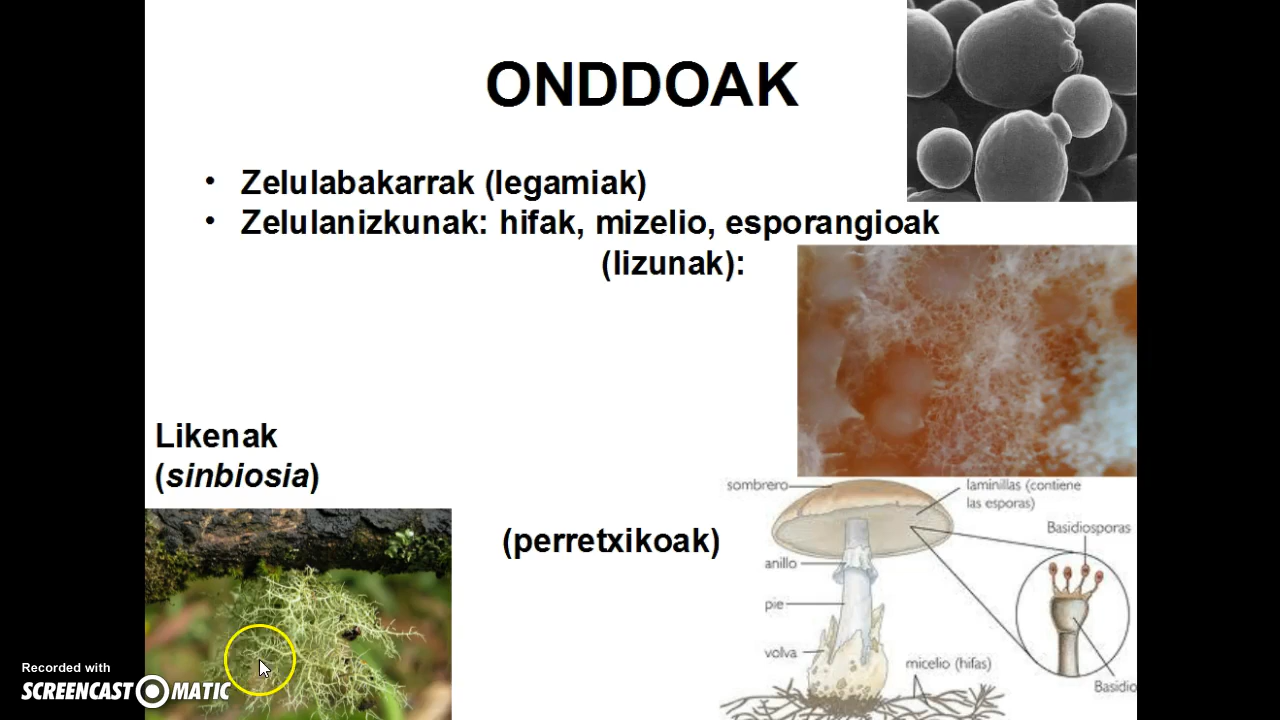 ONDDOAK
• Zelulabakarrak (legamiak)
• Zelulanizkunak: hifak, mizelio, esporangioak
(lizunak):
Likenak
(sinbiosia)
(perretxikoak)
sombrero
laminillas (contiene
las esporas)
Basidiosporas
anillo
pie
volva
micelio (hifas)
Basidio
Recorded with
SCREENCAST-O-MATIC